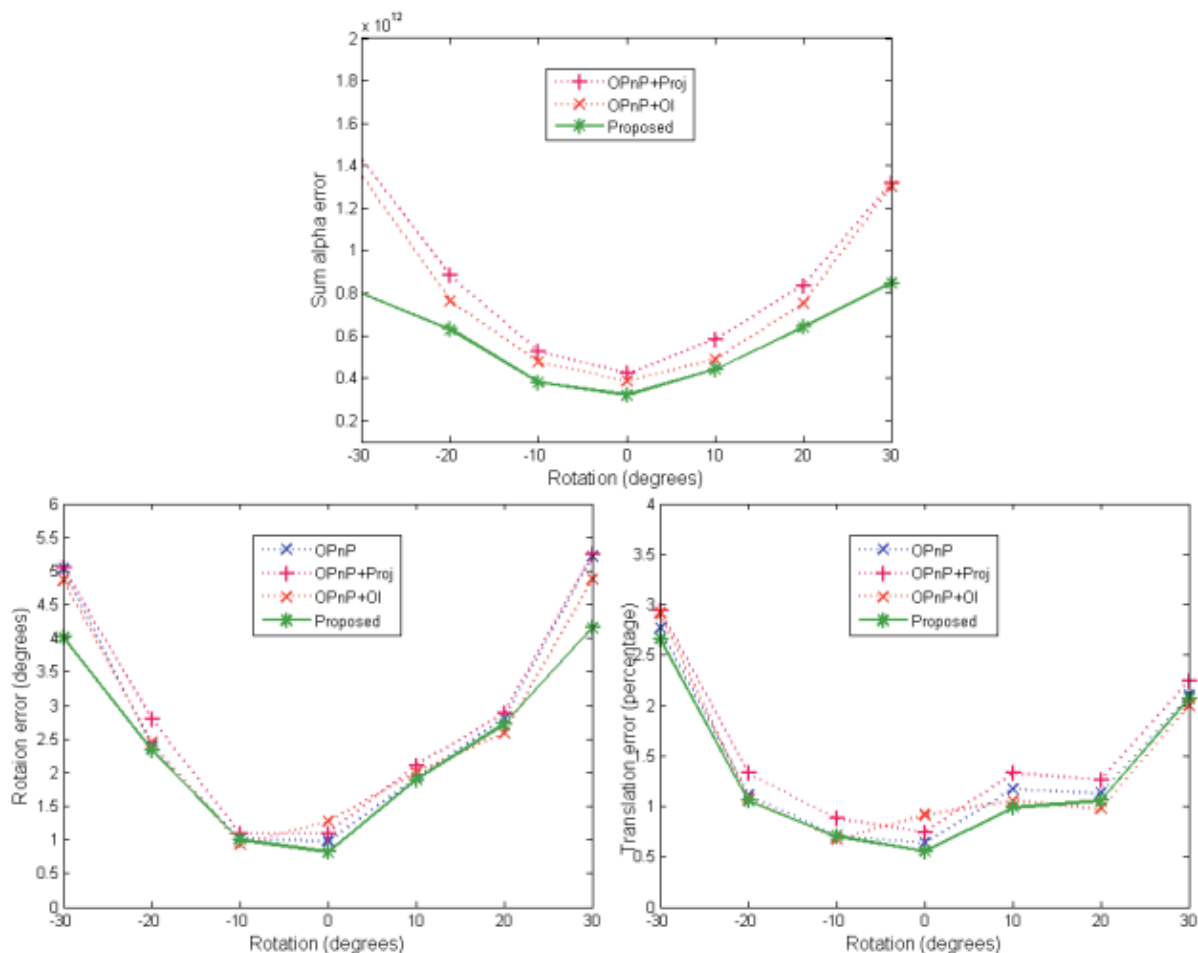 x 10^12
2
1.8
1.6
1.4
1.2
1
0.8
0.6
0.4
0.2
Sum alpha error
OPnP+Proj
OPnP+OI
Proposed
-30 -20 -10 0 10 20 30
Rotation (degrees)
6
5.5
5
4.5
4
3.5
3
2.5
2
1.5
1
0.5
0
Rotaion error (degrees)
OPnP
OPnP+Proj
OPnP+OI
Proposed
-30 -20 -10 0 10 20 30
Rotation (degrees)
4
3.5
3
2.5
2
1.5
1
0.5
0
Translation error (percentage)
OPnP
OPnP+Proj
OPnP+OI
Proposed
-30 -20 -10 0 10 20 30
Rotation (degrees)